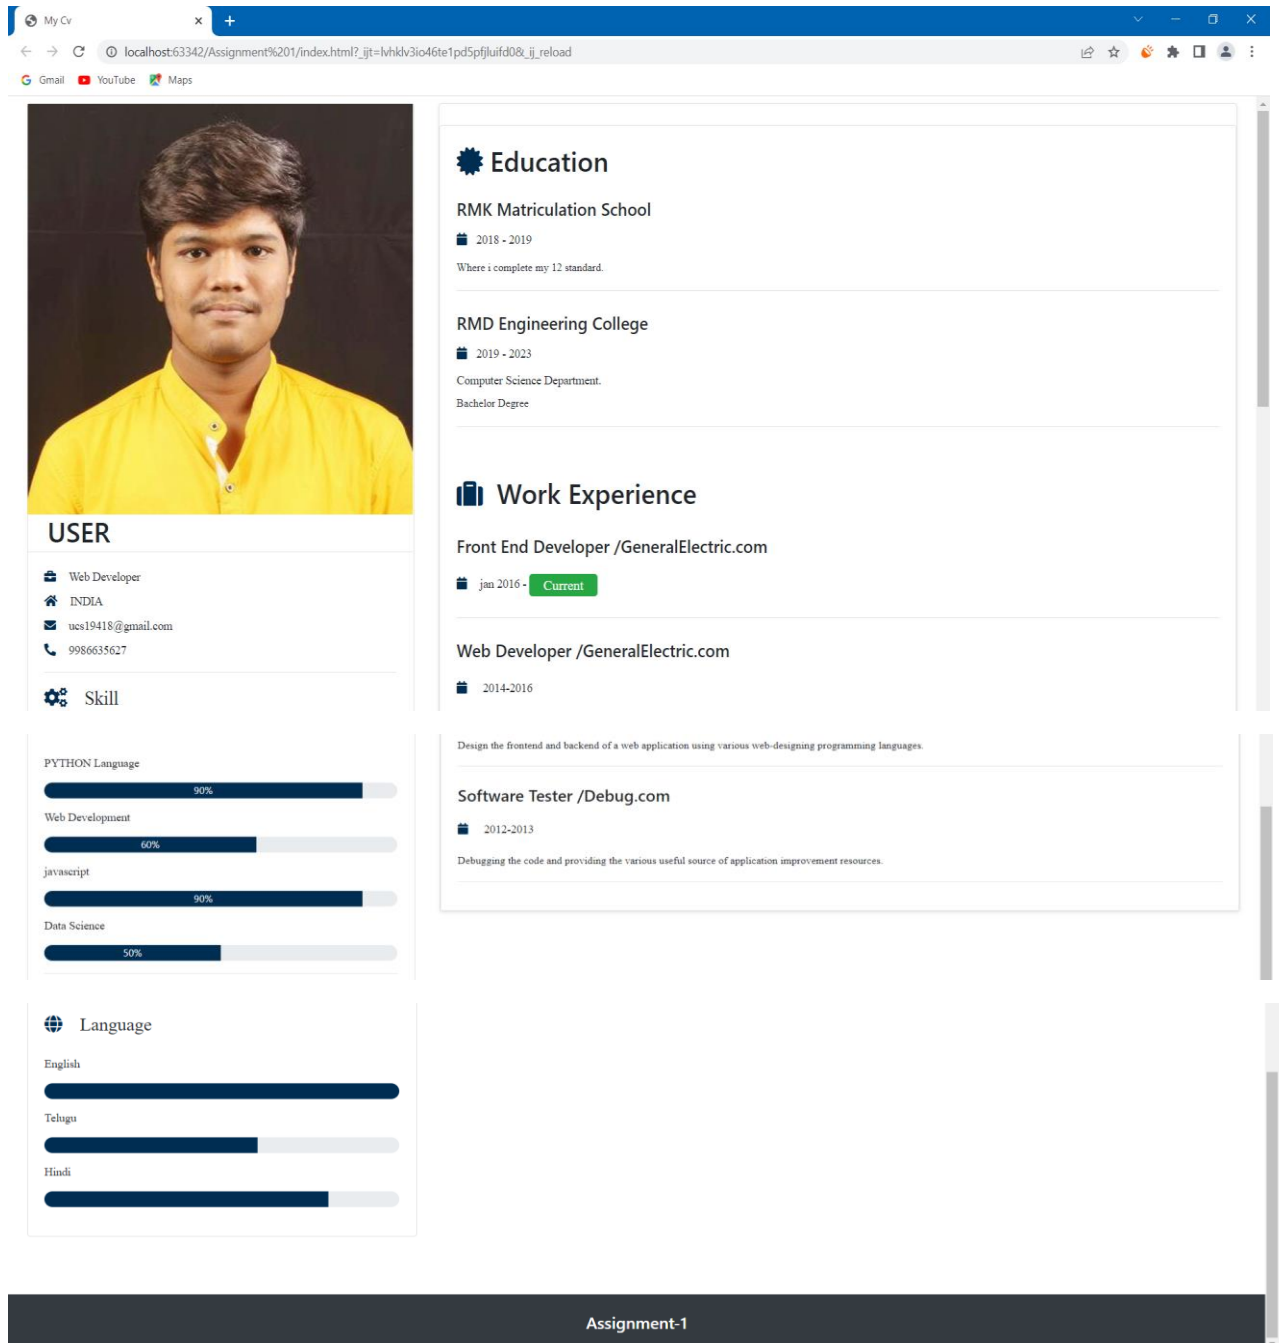 My Cv
localhost:63342/Assignment%201/index.html?_ijt=lvhklv3io46te1pd5pfjluifd0&_ij_reload
Gmail YouTube Maps
USER
Web Developer
INDIA
ucs19418@gmail.com
9986635627
Skill
PYTHON Language
90%
Web Development
60%
javascript
90%
Data Science
50%
Language
English
Telugu
Hindi
Education
RMK Matriculation School
2018 - 2019
Where i complete my 12 standard.
RMD Engineering College
2019 - 2023
Computer Science Department.
Bachelor Degree
Work Experience
Front End Developer /GeneralElectric.com
jan 2016 - Current
Web Developer /GeneralElectric.com
2014-2016
Design the frontend and backend of a web application using various web-designing programming languages.
Software Tester /Debug.com
2012-2013
Debugging the code and providing the various useful source of application improvement resources.
Assignment-1